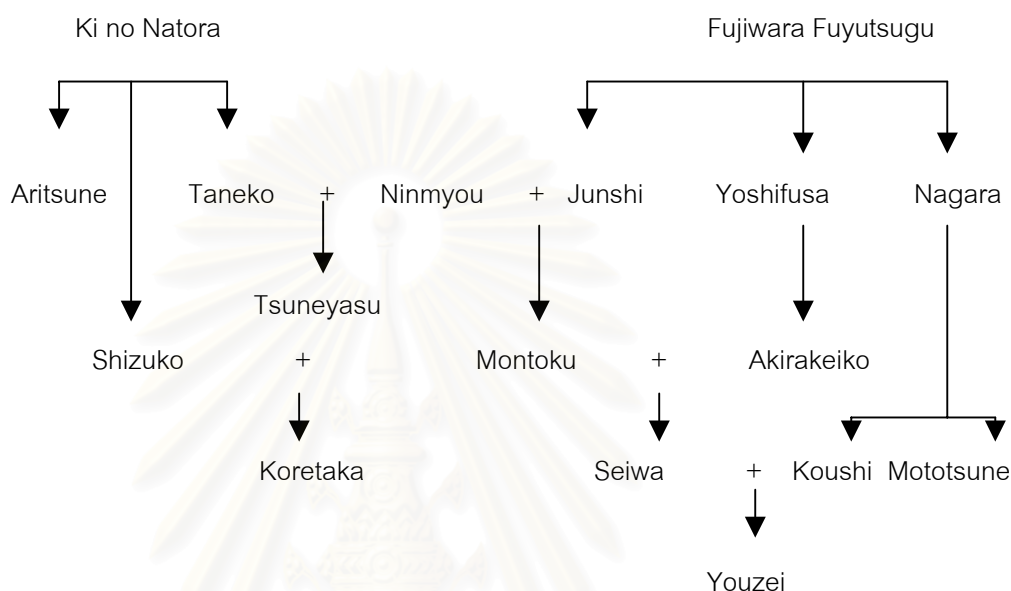 Ki no Natora Fujiwara Fuyutsugu
Aritsune Taneko + Ninmyou + Junshi Yoshifusa Nagara
Tsuneyasu
Shizuko + Montoku + Akirakeiko
Koretaka Seiwa + Koushi Mototsune
Youzei